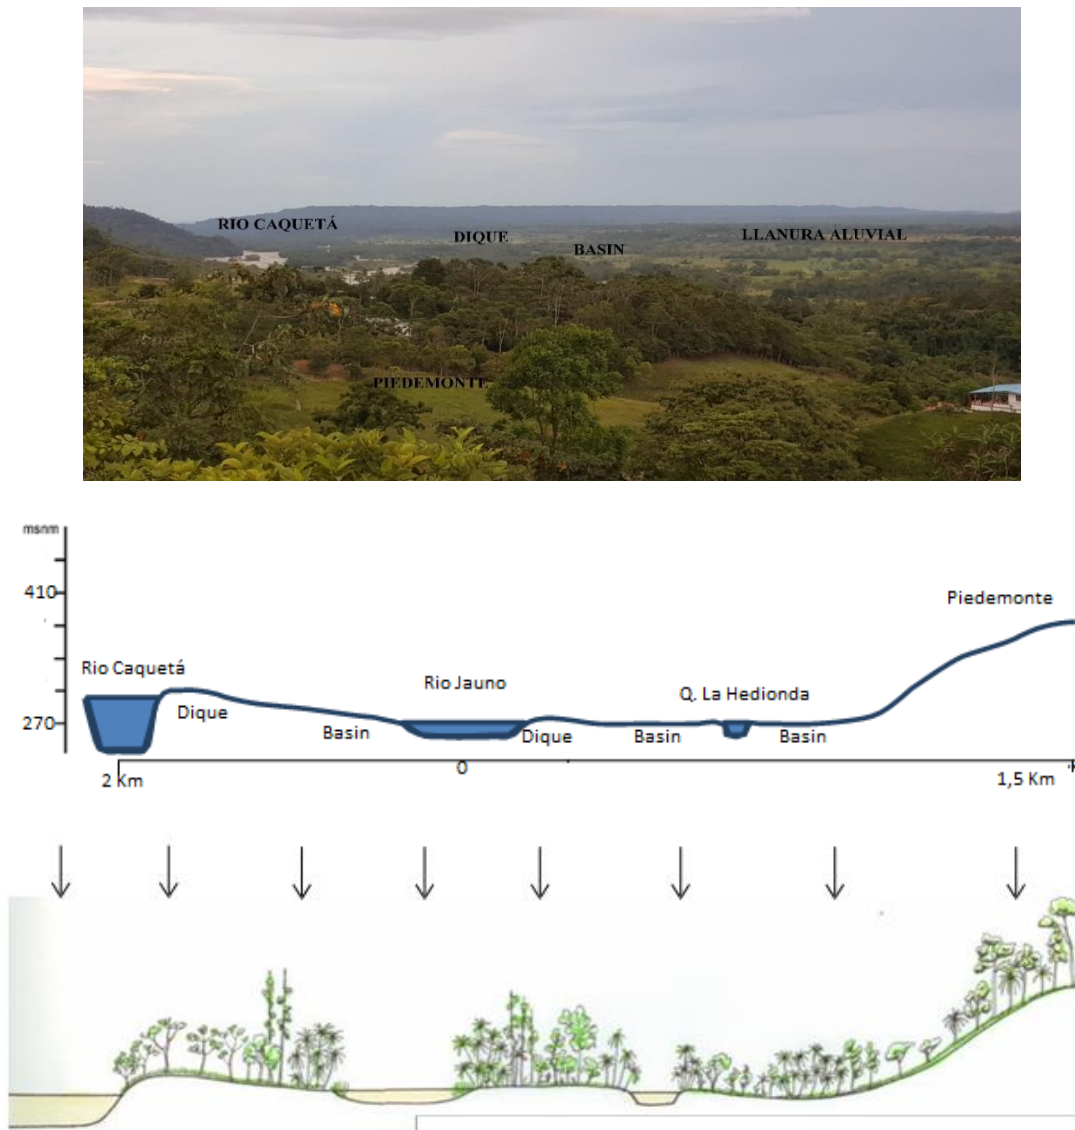 RIO CAQUETÁ
DIQUE
BASIN
LLANURA ALUVIAL
PIEDEMONTE
msnm
410
Piedemonte
Rio Caquetá
Rio Jauno
Q. La Hedionda
270
Dique
Basin
Dique
Basin
Basin
2 Km
0
1,5 Km